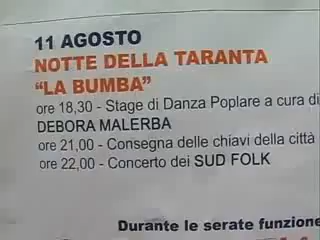 11 AGOSTO
NOTTE DELLA TARANTA
“LA BUMBA”
ore 18,30 - Stage di Danza Poplare a cura di
DEBORA MALERBA
ore 21,00 - Consegna delle chiavi della città
ore 22,00 - Concerto dei SUD FOLK
Durante le serate funzione